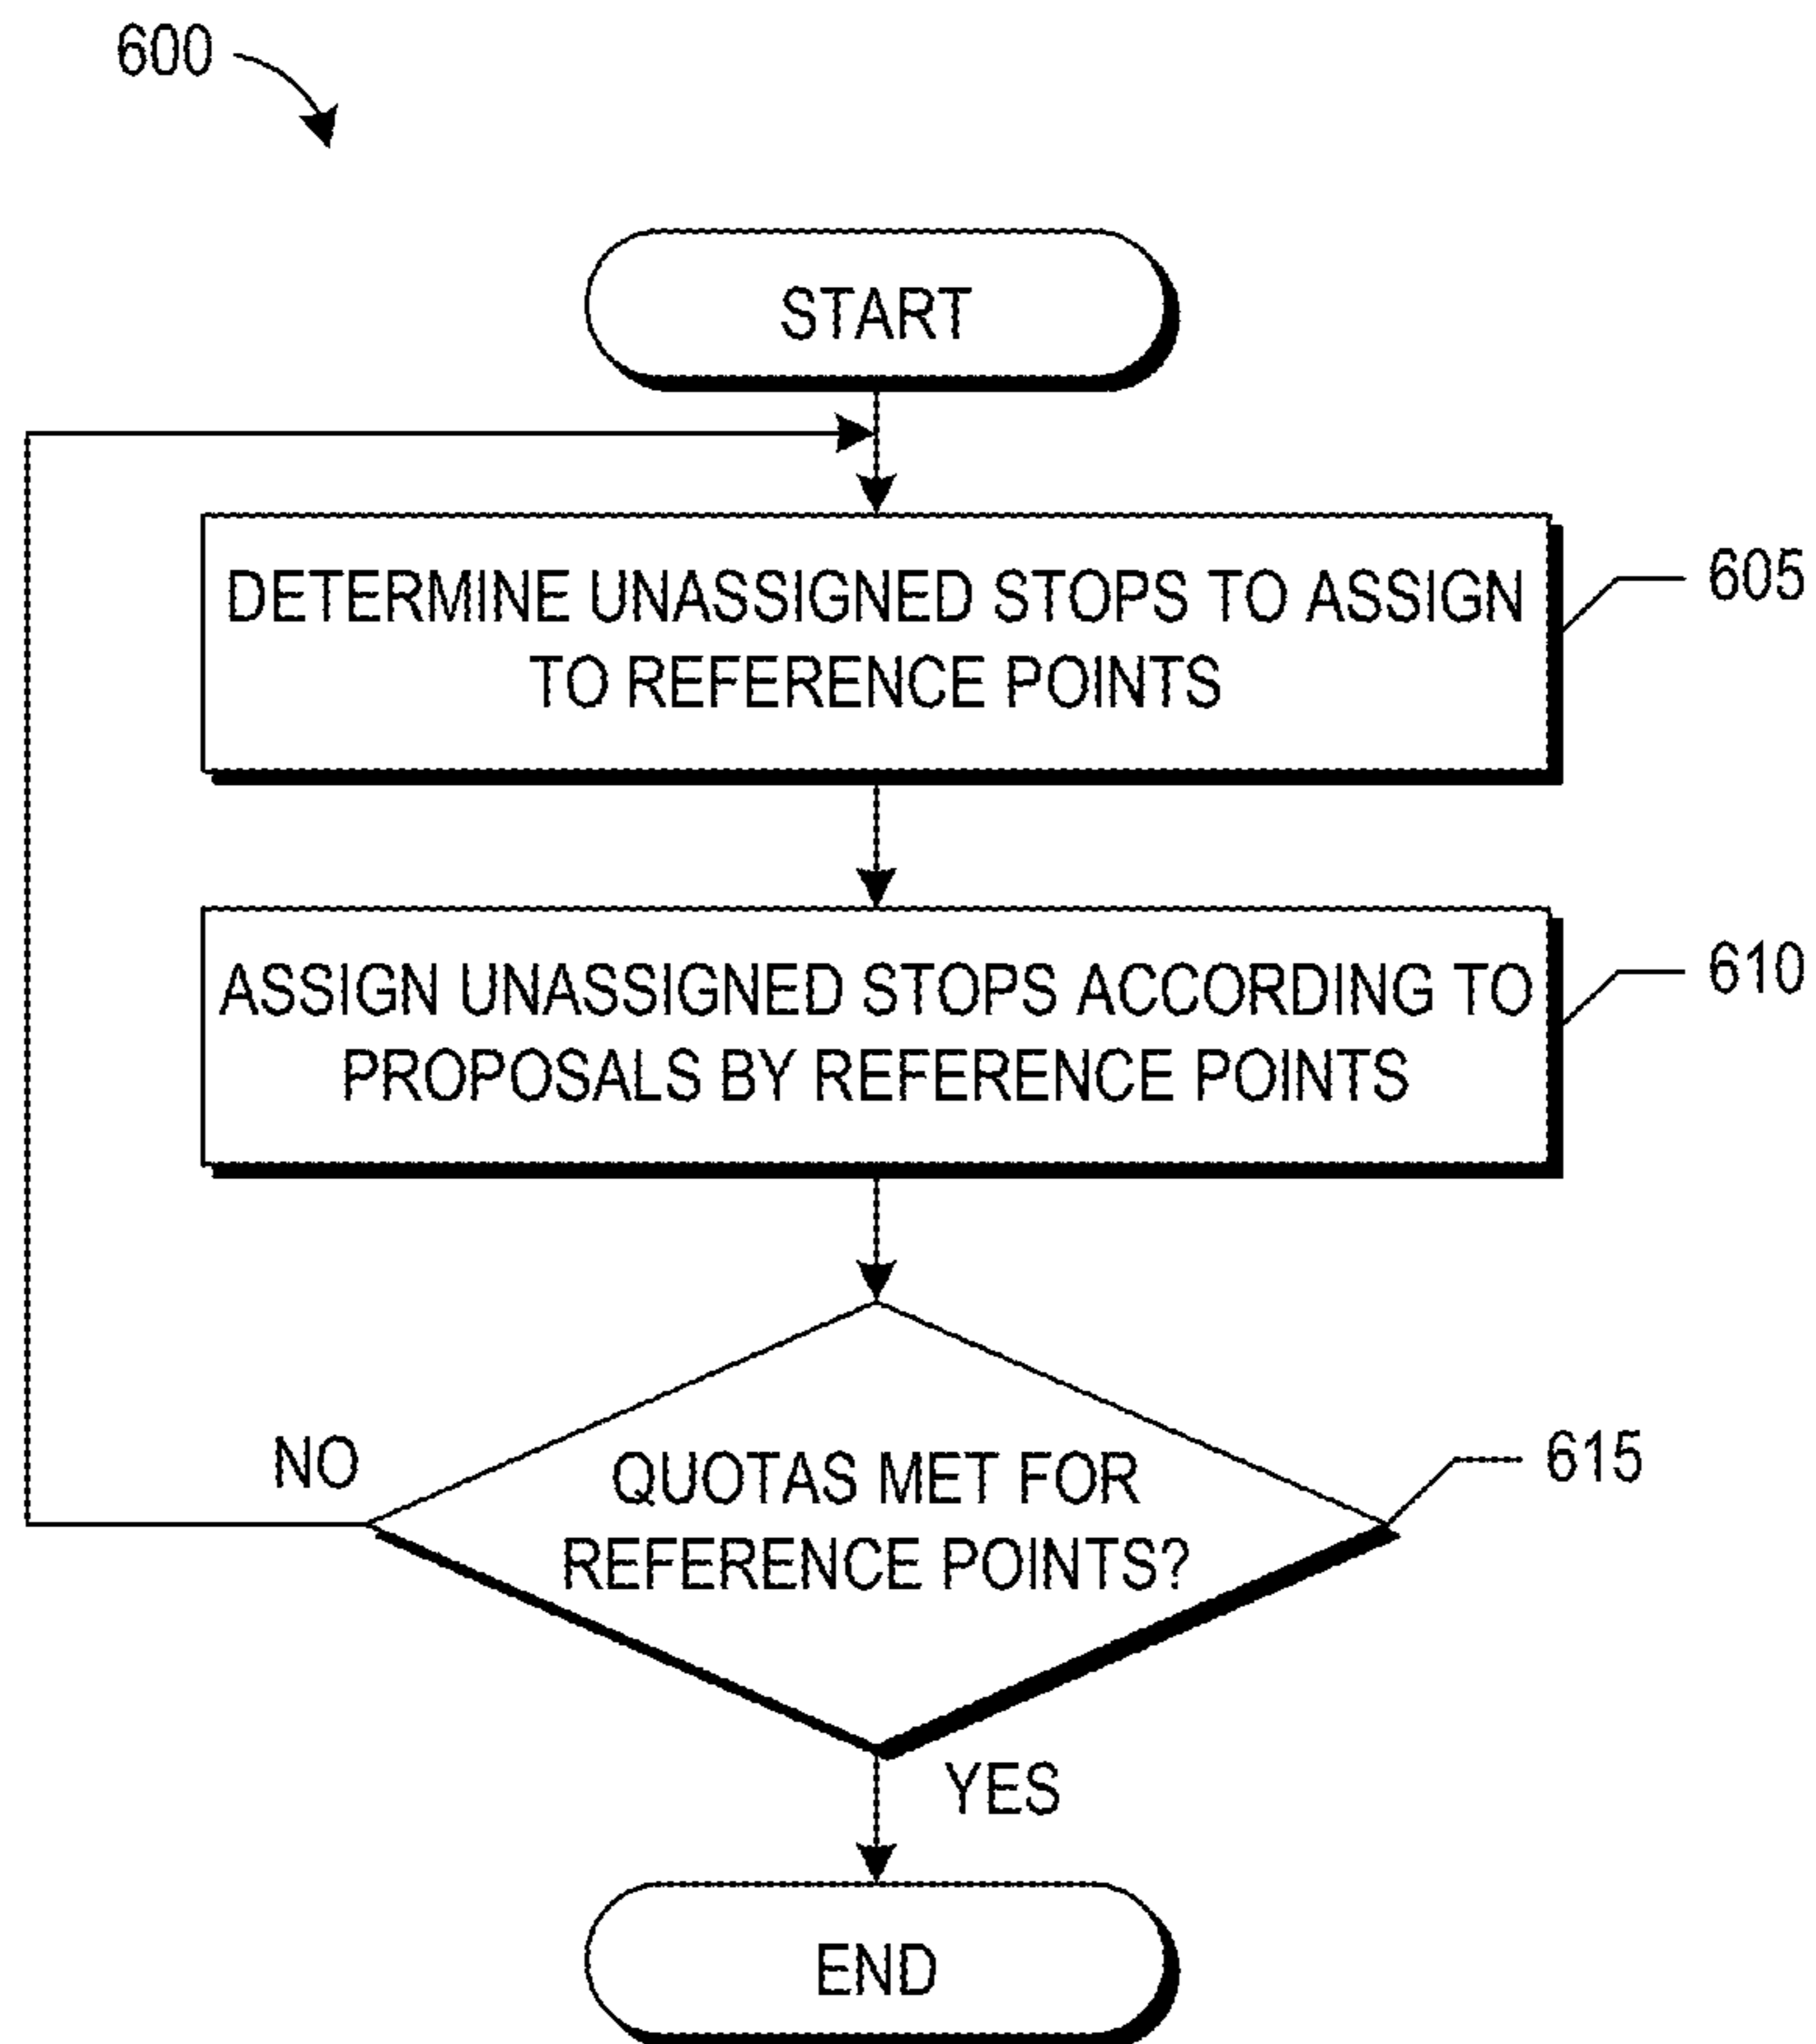 600
START
DETERMINE UNASSIGNED STOPS TO ASSIGN
TO REFERENCE POINTS
605
ASSIGN UNASSIGNED STOPS ACCORDING TO
PROPOSALS BY REFERENCE POINTS
610
QUOTAS MET FOR
REFERENCE POINTS?
615
NO
YES
END